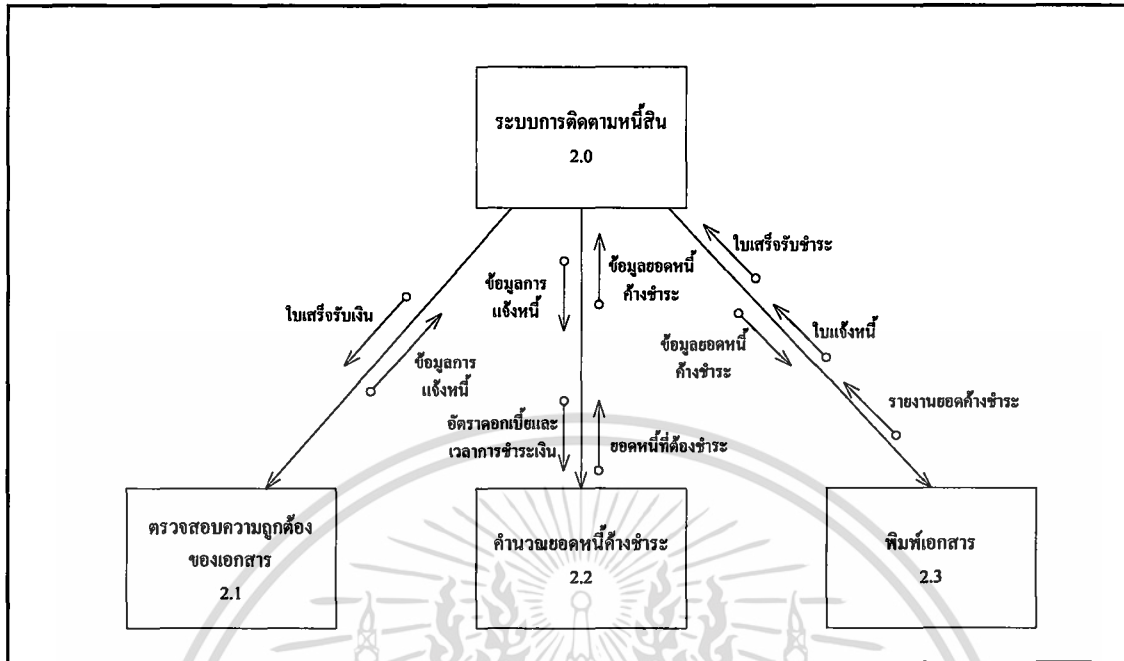 ระบบการติดตามหนี้สิน
2.0
ใบเสร็จรับเงิน
ข้อมูลการ
แจ้งหนี้
ข้อมูลการ
แจ้งหนี้
ข้อมูลยอดหนี้
ค้างชำระ
อัตราดอกเบี้ยและ
เวลาการชำระเงิน
ยอดหนี้ที่ต้องชำระ
ใบเสร็จรับชำระ
ข้อมูลยอดหนี้
ค้างชำระ
ใบแจ้งหนี้
รายงานยอดค้างชำระ
ตรวจสอบความถูกต้อง
ของเอกสาร
2.1
คำนวณยอดหนี้ค้างชำระ
2.2
พิมพ์เอกสาร
2.3